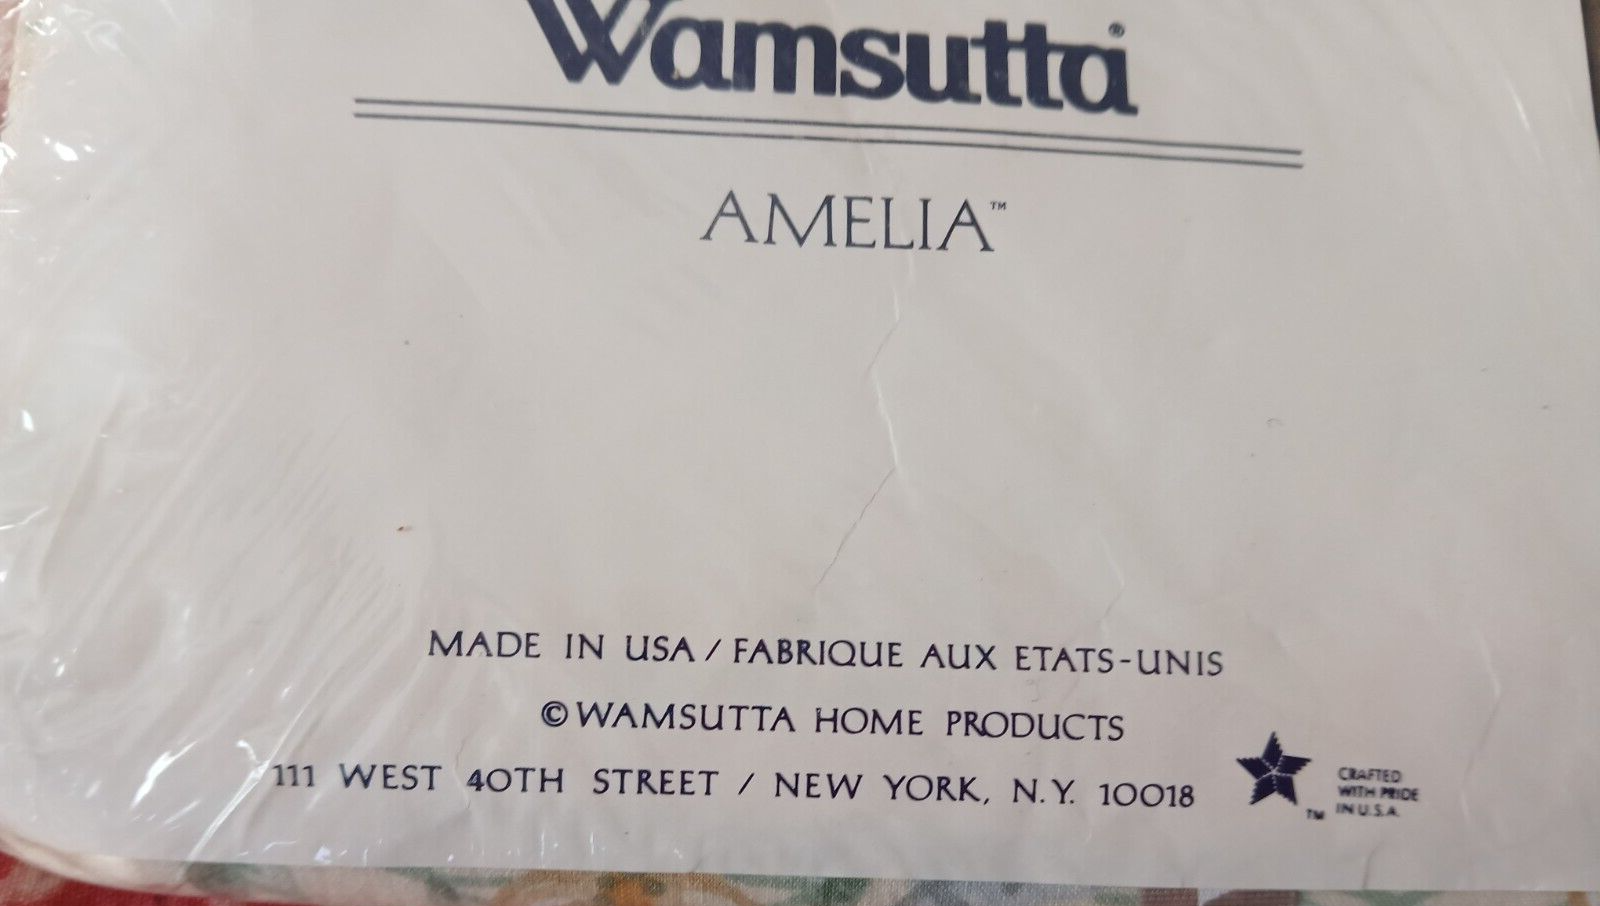 Wamsutta®
AMELIA™
MADE IN USA / FABRIQUE AUX ETATS-UNIS
©WAMSUTTA HOME PRODUCTS
111 WEST 40TH STREET / NEW YORK, N.Y. 10018
™
CRAFTED
WITH PRIDE
IN U.S.A.